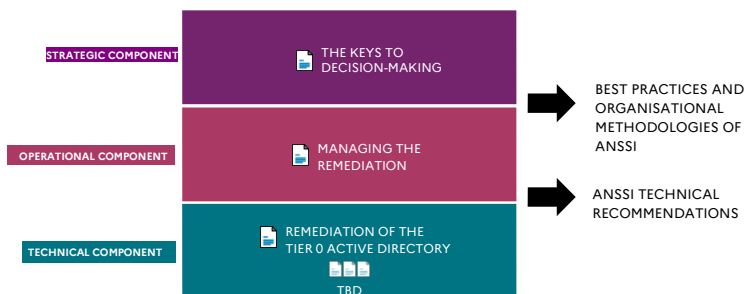 STRATEGIC COMPONENT
THE KEYS TO
DECISION-MAKING
BEST PRACTICES AND
ORGANISATIONAL
METHODOLOGIES OF
ANSSI
OPERATIONAL COMPONENT
MANAGING THE
REMEDIATION
ANSSI TECHNICAL
RECOMMENDATIONS
TECHNICAL COMPONENT
REMEDIATION OF THE
TIER 0 ACTIVE DIRECTORY
TBD